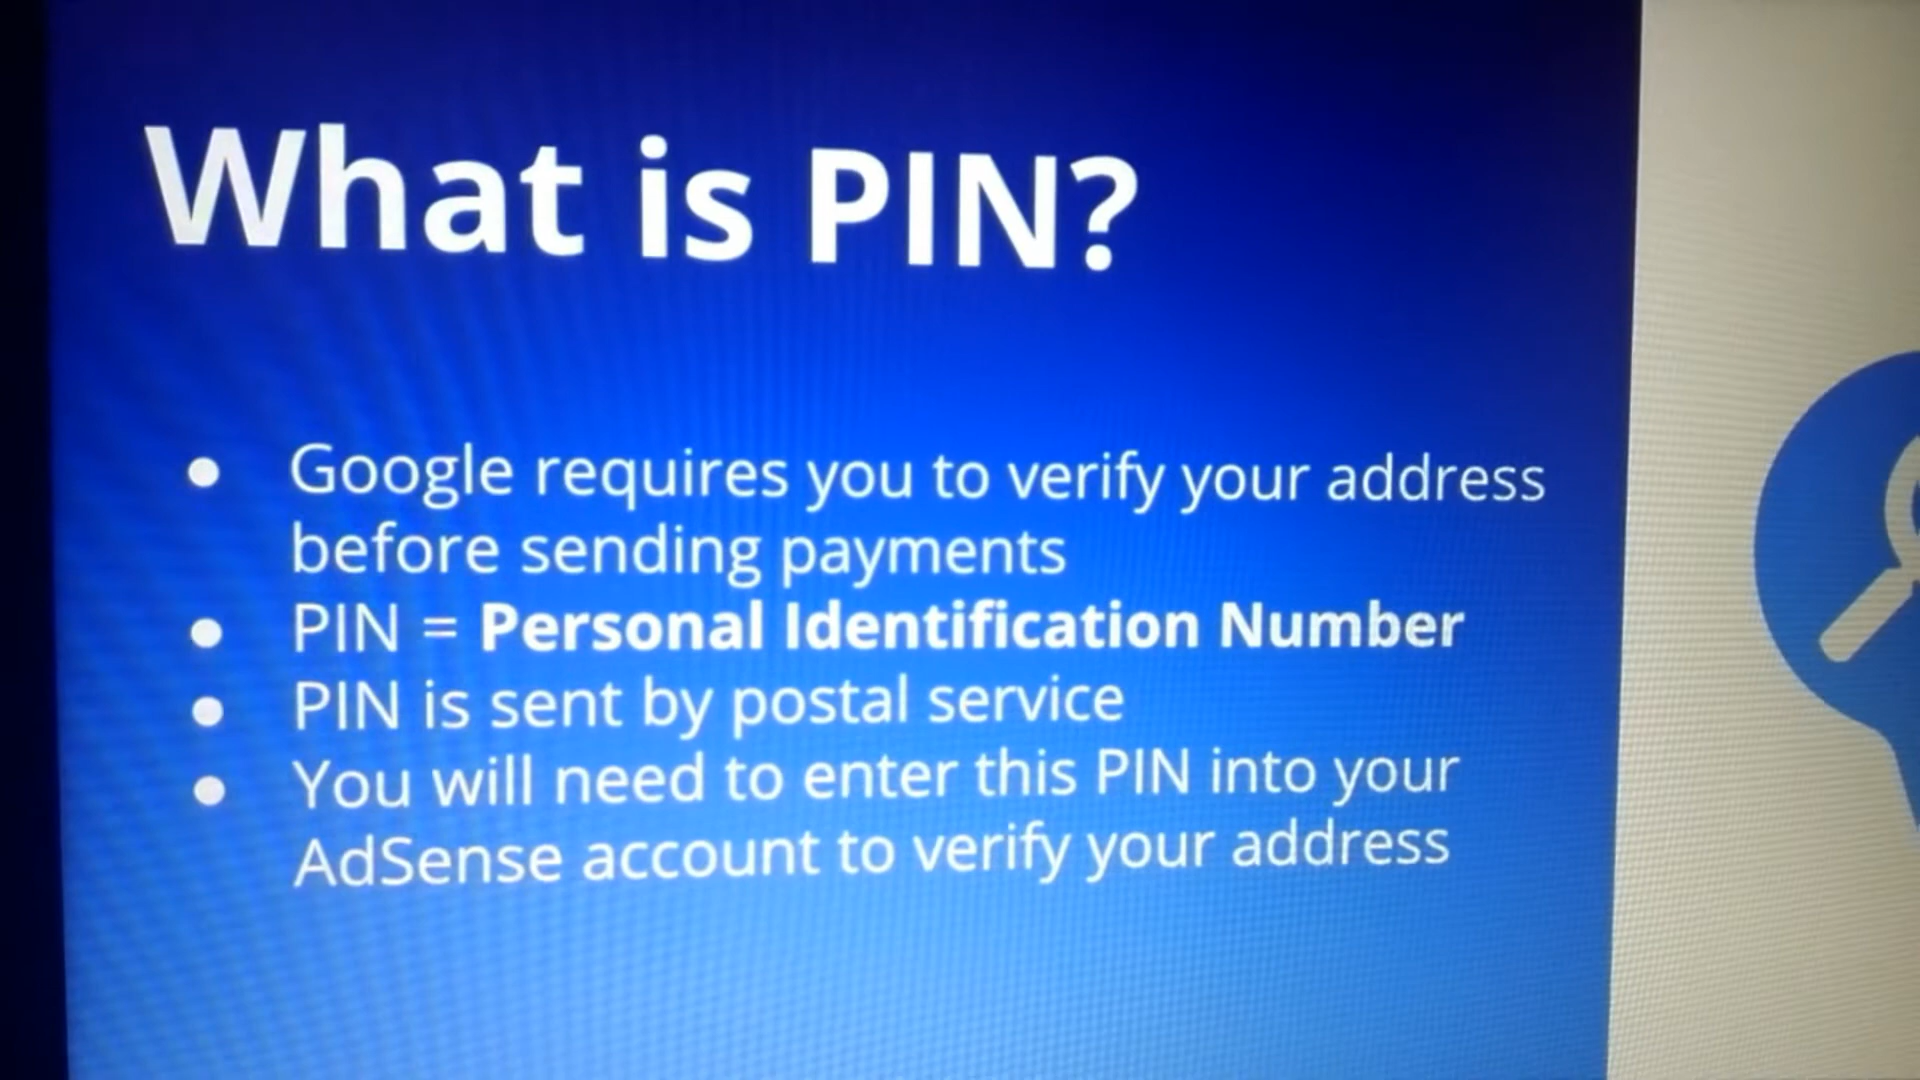 What is PIN?
● Google requires you to verify your address
before sending payments
● PIN = Personal Identification Number
● PIN is sent by postal service
● You will need to enter this PIN into your
AdSense account to verify your address